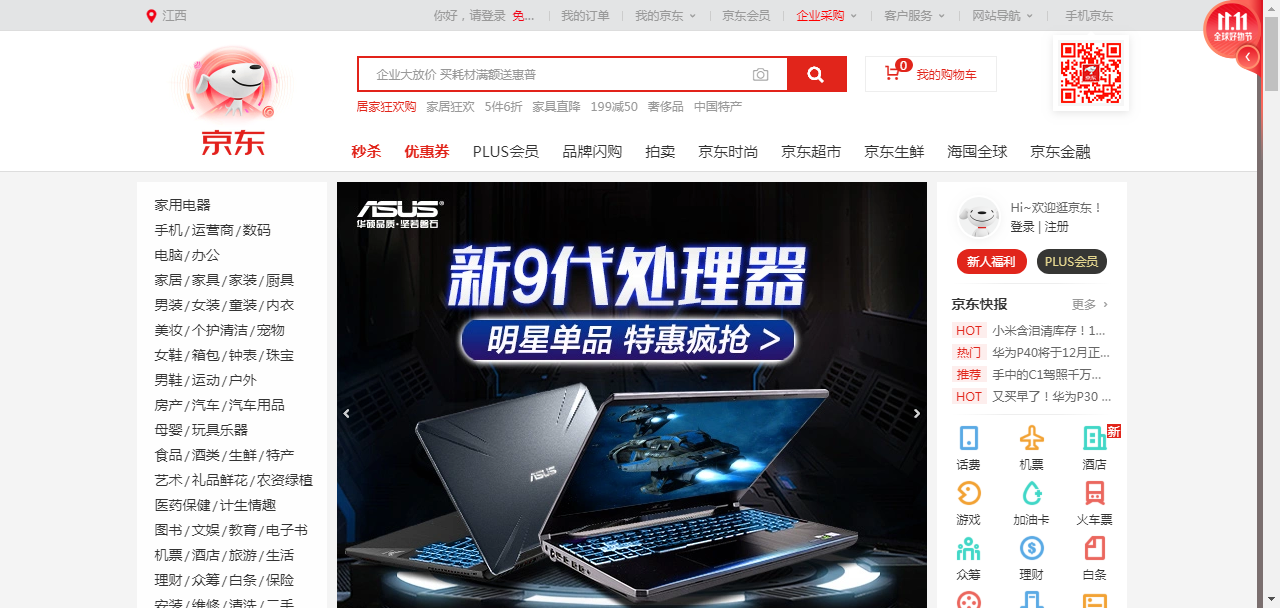 江西
你好，请登录 免...
我的订单
我的京东
京东会员
企业采购
客户服务
网站导航
手机京东
11.11
全球好物节
京东
企业大放价 买耗材满额送惠普
0
我的购物车
居家狂欢购 家居狂欢 5件6折 家具直降 199减50 奢侈品 中国特产
秒杀 优惠券 PLUS会员 品牌闪购 拍卖 京东时尚 京东超市 京东生鲜 海囤全球 京东金融
家用电器
手机/运营商/数码
电脑/办公
家居/家具/家装/厨具
男装/女装/童装/内衣
美妆/个护清洁/宠物
女鞋/箱包/钟表/珠宝
男鞋/运动/户外
房产/汽车/汽车用品
母婴/玩具乐器
食品/酒类/生鲜/特产
艺术/礼品鲜花/农资绿植
医药保健/计生情趣
图书/文娱/教育/电子书
机票/酒店/旅游/生活
理财/众筹/白条/保险
安装/维修/清洗/二手
ASUS
华硕品质·坚若磐石
新9代处理器
明星单品 特惠疯抢 >
ASUS
Hi~欢迎逛京东！
登录 | 注册
新人福利 PLUS会员
京东快报 更多
HOT 小米含泪清库存！1...
热门 华为P40将于12月正...
推荐 手中的C1驾照千万...
HOT 又买早了！华为P30 ...
新
话费 机票 酒店
游戏 加油卡 火车票
众筹 理财 白条